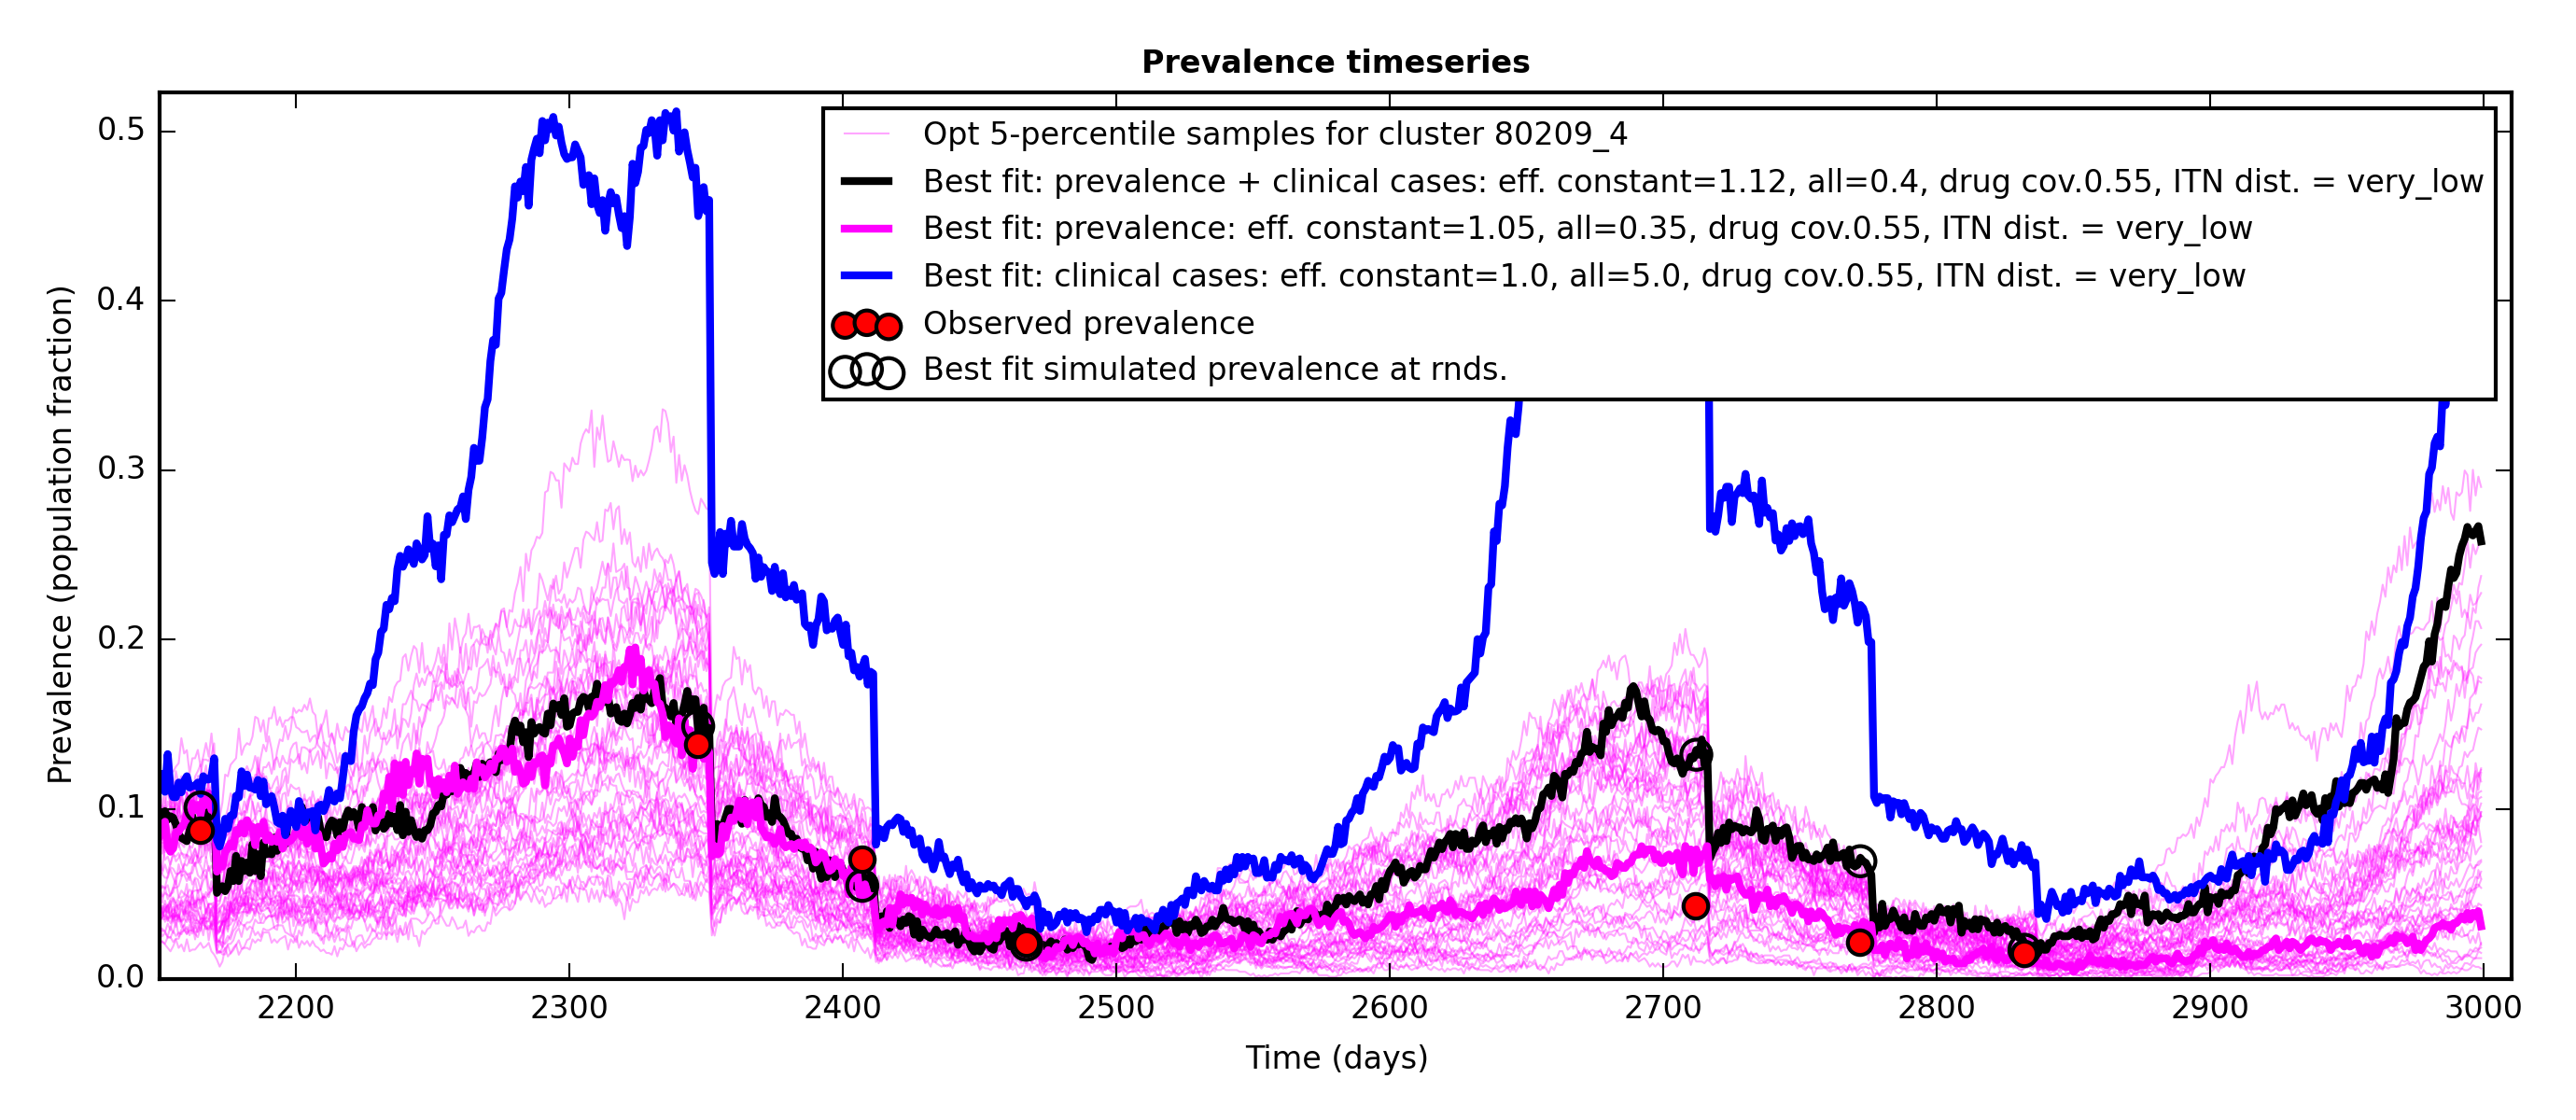 Prevalence timeseries
Opt 5-percentile samples for cluster 80209_4
Best fit: prevalence + clinical cases: eff. constant=1.12, all=0.4, drug cov.0.55, ITN dist. = very_low
Best fit: prevalence: eff. constant=1.05, all=0.35, drug cov.0.55, ITN dist. = very_low
Best fit: clinical cases: eff. constant=1.0, all=5.0, drug cov.0.55, ITN dist. = very_low
Observed prevalence
Best fit simulated prevalence at rnds.
Prevalence (population fraction)
0.5
0.4
0.3
0.2
0.1
0.0
2200 2300 2400 2500 2600 2700 2800 2900 3000
Time (days)